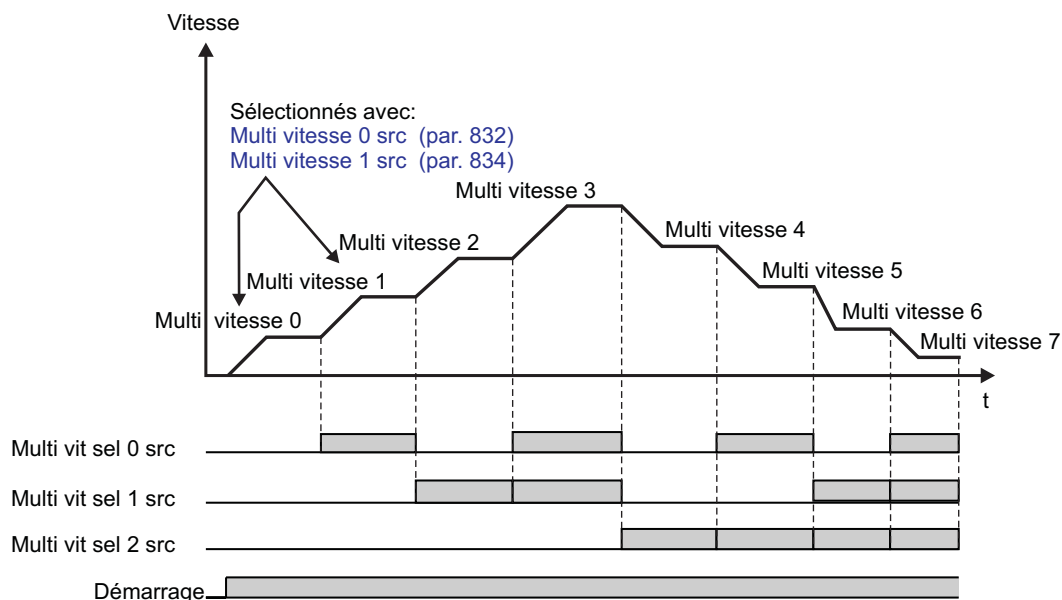 Vitesse
Sélectionnés avec:
Multi vitesse 0 src (par. 832)
Multi vitesse 1 src (par. 834)
Multi vitesse 3
Multi vitesse 2
Multi vitesse 4
Multi vitesse 1
Multi vitesse 5
Multi vitesse 0
Multi vitesse 6
Multi vitesse 7
t
Multi vit sel 0 src
Multi vit sel 1 src
Multi vit sel 2 src
Démarrage